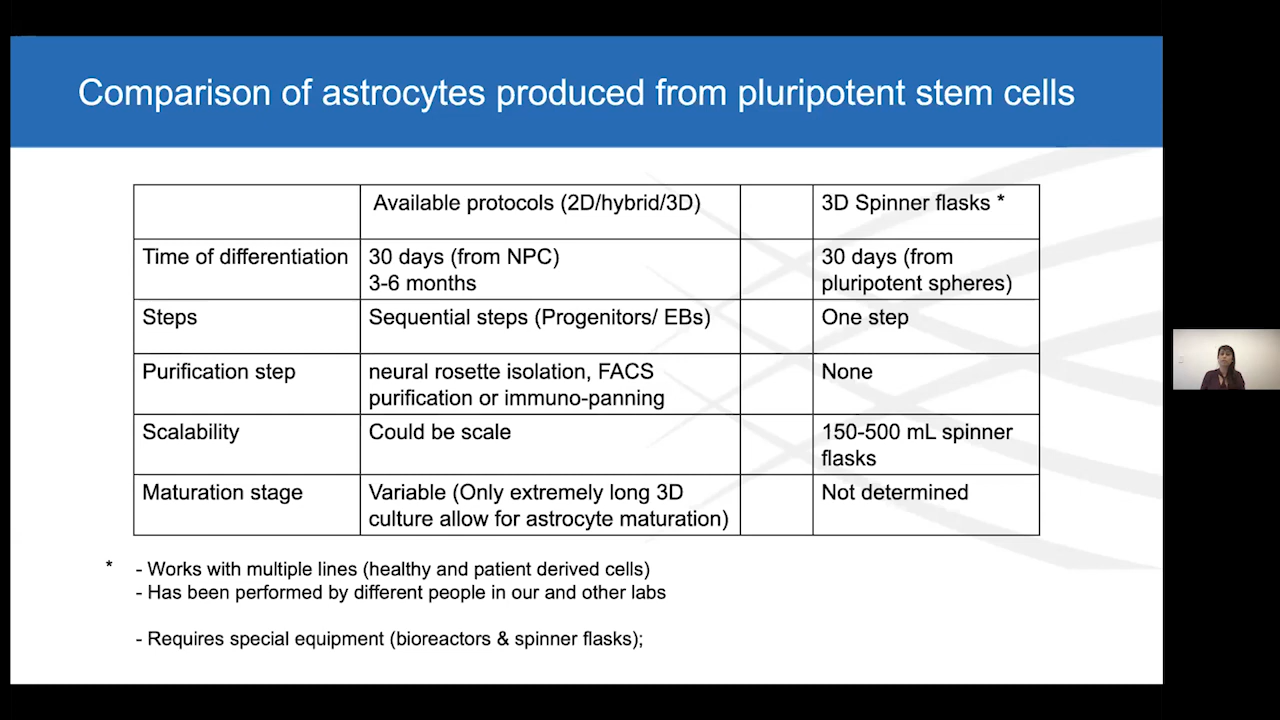 Comparison of astrocytes produced from pluripotent stem cells
Available protocols (2D/hybrid/3D)
3D Spinner flasks *
Time of differentiation
30 days (from NPC)
3-6 months
30 days (from
pluripotent spheres)
Steps
Sequential steps (Progenitors/ EBs)
One step
Purification step
neural rosette isolation, FACS
purification or immuno-panning
None
Scalability
Could be scale
150-500 mL spinner
flasks
Maturation stage
Variable (Only extremely long 3D
culture allow for astrocyte maturation)
Not determined
* - Works with multiple lines (healthy and patient derived cells)
- Has been performed by different people in our and other labs
- Requires special equipment (bioreactors & spinner flasks);